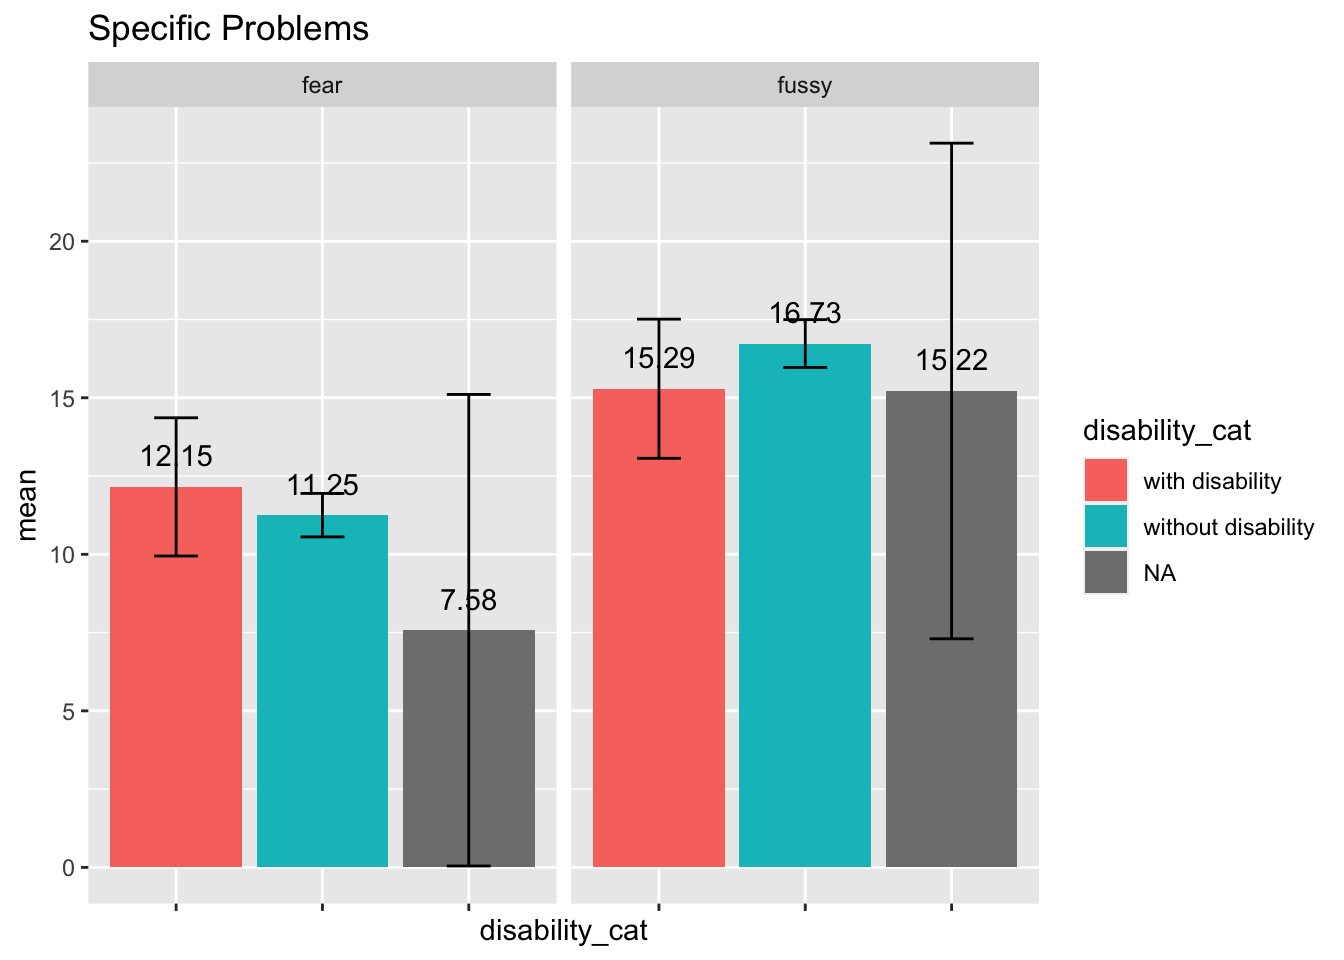 Specific Problems
fear
fussy
20
15
10
5
0
mean
12.15
11.25
7.58
15.29
16.73
15.22
disability_cat
disability_cat
with disability
without disability
NA